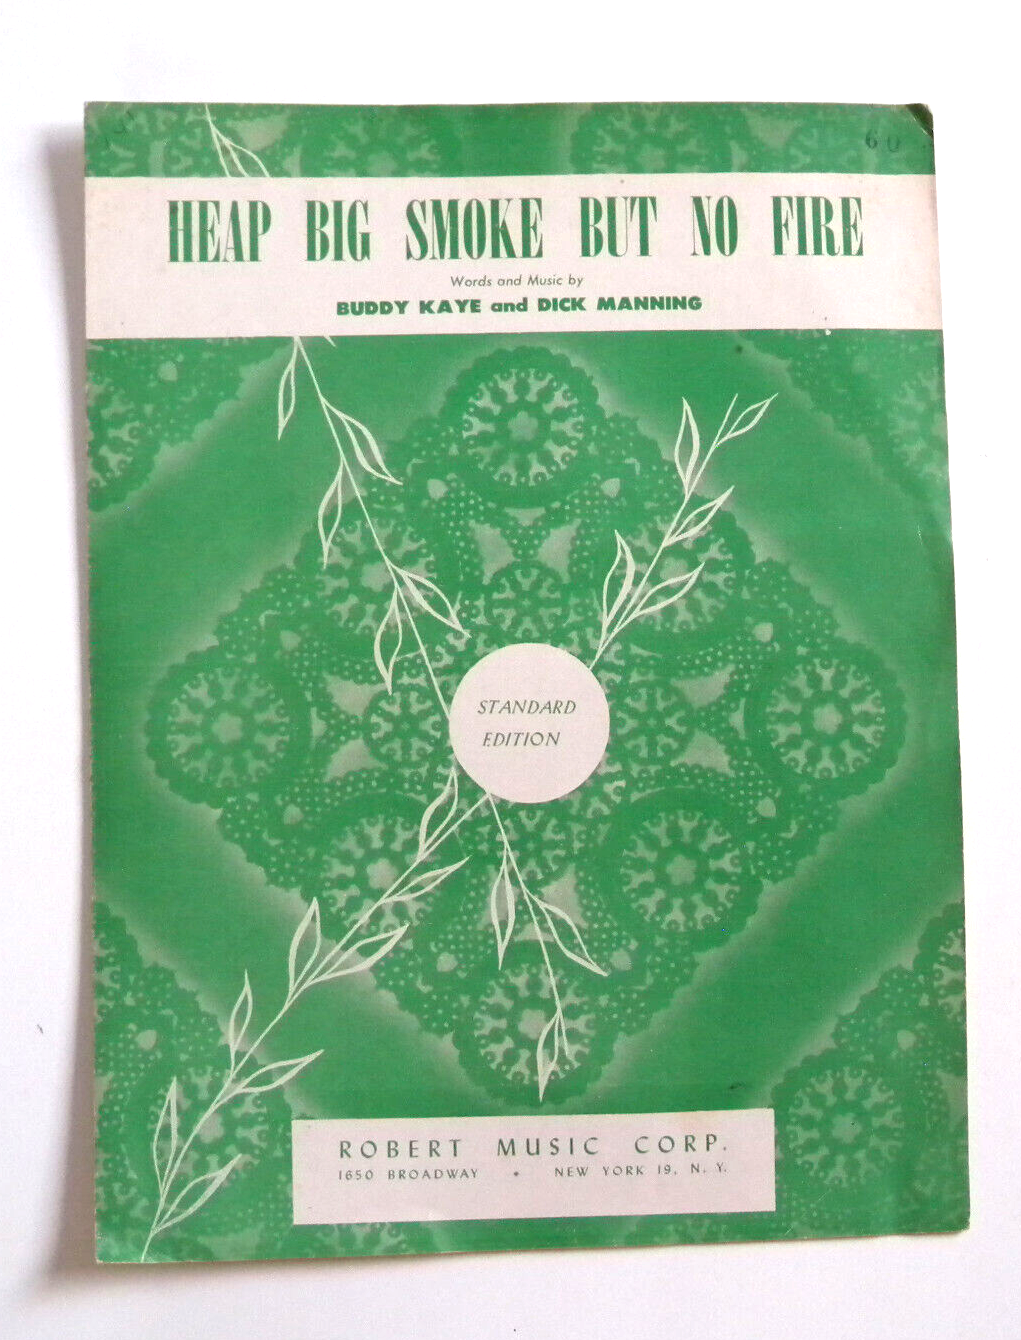 60
HEAP BIG SMOKE BUT NO FIRE
Words and Music by
BUDDY KAYE and DICK MANNING
STANDARD
EDITION
ROBERT MUSIC CORP.
1650 BROADWAY • NEW YORK 19, N. Y.